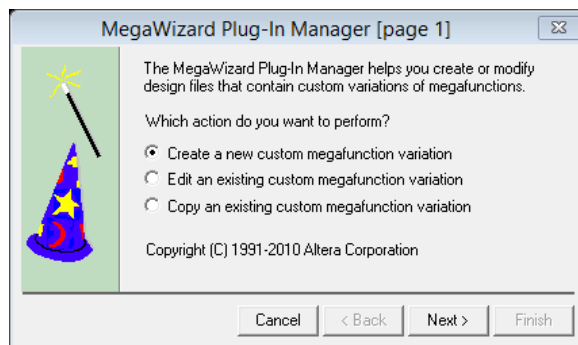 MegaWizard Plug-In Manager [page 1]
The MegaWizard Plug-In Manager helps you create or modify
design files that contain custom variations of megafunctions.
Which action do you want to perform?
Create a new custom megafunction variation
Edit an existing custom megafunction variation
Copy an existing custom megafunction variation
Copyright (C) 1991-2010 Altera Corporation
Cancel < Back Next > Finish